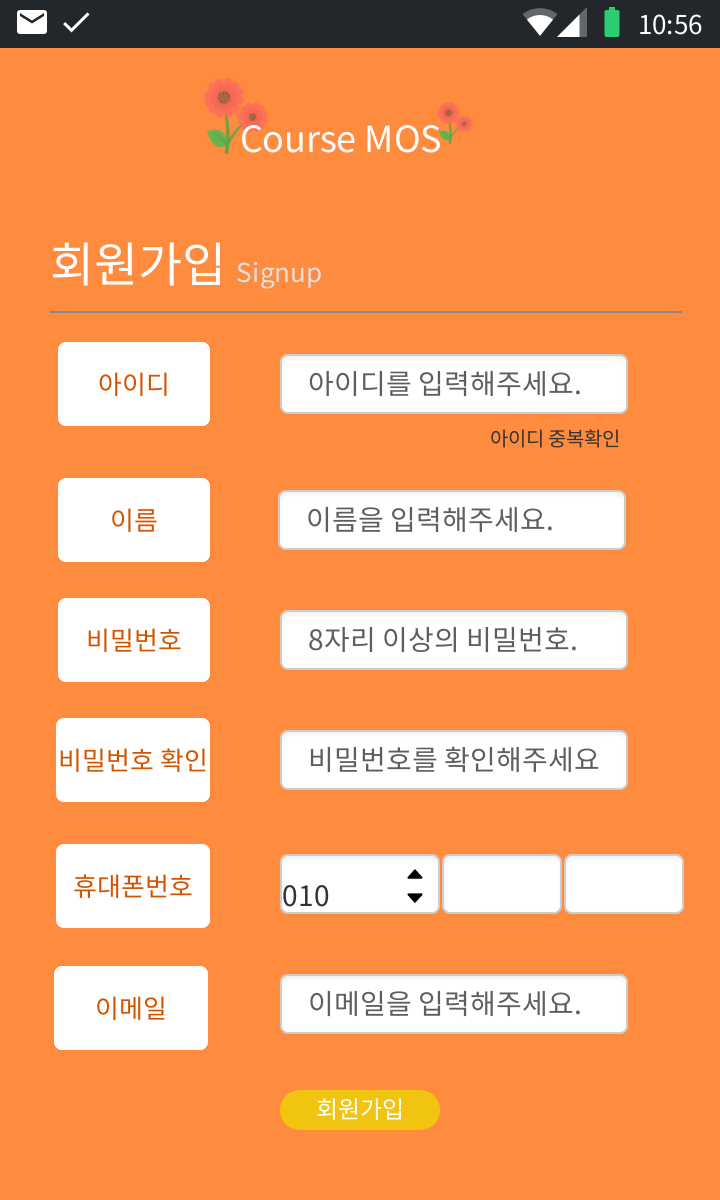 10:56
Course MOS
회원가입 Signup
아이디
아이디를 입력해주세요.
아이디 중복확인
이름
이름을 입력해주세요.
비밀번호
8자리 이상의 비밀번호.
비밀번호 확인
비밀번호를 확인해주세요
휴대폰번호
010
이메일
이메일을 입력해주세요.
회원가입